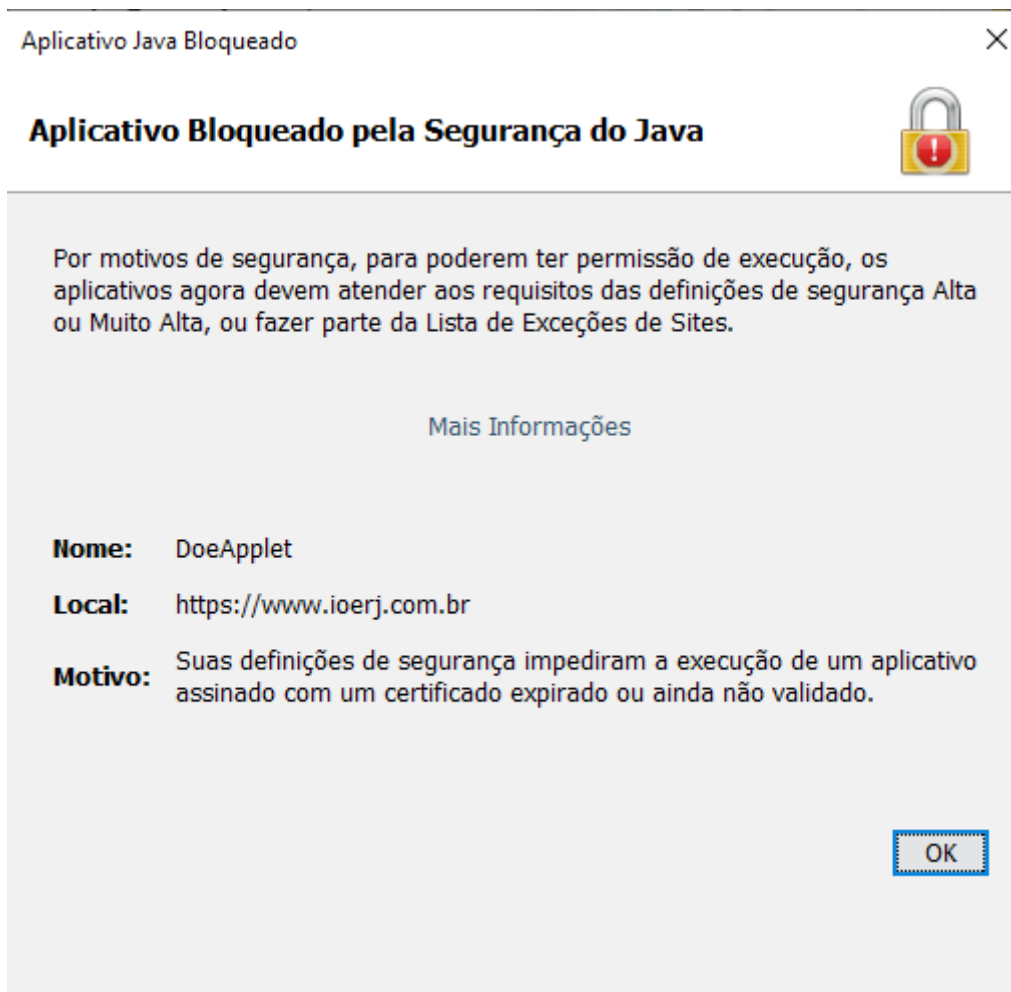 Aplicativo Java Bloqueado
Aplicativo Bloqueado pela Segurança do Java
Por motivos de segurança, para poderem ter permissão de execução, os
aplicativos agora devem atender aos requisitos das definições de segurança Alta
ou Muito Alta, ou fazer parte da Lista de Exceções de Sites.
Mais Informações
Nome: DoeApplet
Local: https://www.ioerj.com.br
Motivo: Suas definições de segurança impediram a execução de um aplicativo
assinado com um certificado expirado ou ainda não validado.
OK